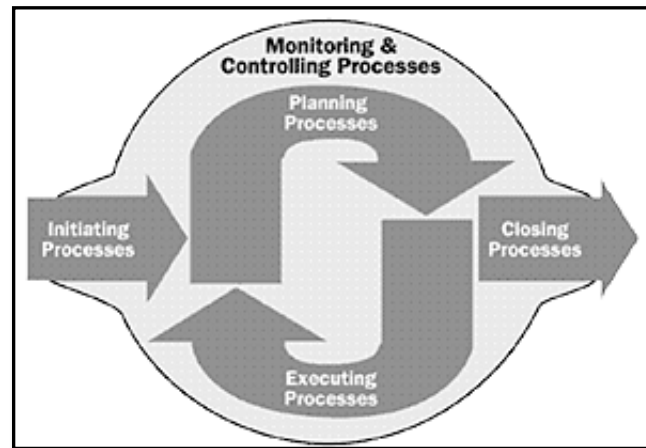 Monitoring &
Controlling Processes
Planning
Processes
Initiating
Processes
Closing
Processes
Executing
Processes